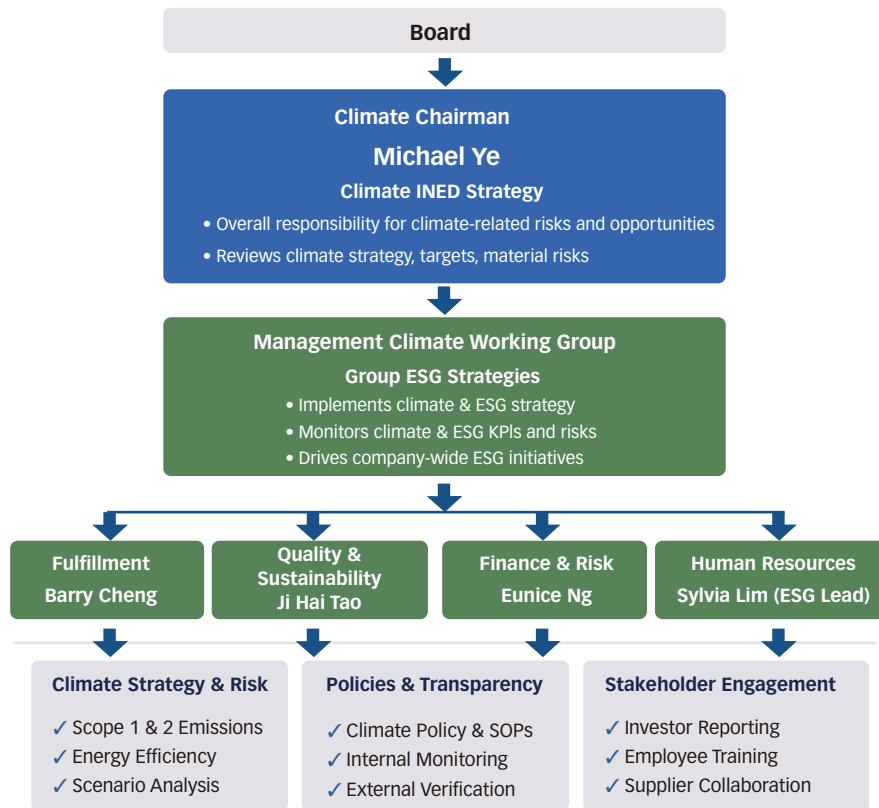 Board
Climate Chairman
Michael Ye
Climate INED Strategy
• Overall responsibility for climate-related risks and opportunities
• Reviews climate strategy, targets, material risks
Management Climate Working Group
Group ESG Strategies
• Implements climate & ESG strategy
• Monitors climate & ESG KPls and risks
• Drives company-wide ESG initiatives
Fulfillment
Barry Cheng
Quality &
Sustainability
Ji Hai Tao
Finance & Risk
Eunice Ng
Human Resources
Sylvia Lim (ESG Lead)
Climate Strategy & Risk
✓ Scope 1 & 2 Emissions
✓ Energy Efficiency
✓ Scenario Analysis
Policies & Transparency
✓ Climate Policy & SOPs
✓ Internal Monitoring
✓ External Verification
Stakeholder Engagement
✓ Investor Reporting
✓ Employee Training
✓ Supplier Collaboration